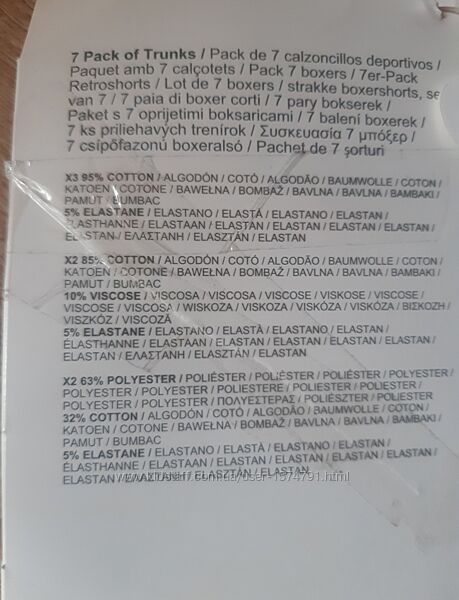 7 Pack of Trunks / Pack de 7 calzoncillos deportivos /
Paquet amb 7 calçotets / Pack 7 boxers / 7er-Pack
Retroshorts / Lot de 7 boxers / strakke boxershorts, se
van 7 / 7 paia di boxer corti / 7 pary bokserek /
Paket s 7 oprijetimi boksaricami / 7 balení boxerek /
7 ks priliehavých trenírok / Συσκευασία 7 μπόξερ /
7 csípőfazonú boxeralsó / Pachet de 7 șorturi
X3 95% COTTON / ALGODÓN / COTÓ / ALGODÃO / BAUMWOLLE / COTON /
KATOEN / COTONE / BAWEŁNA / BOMBAŽ / BAVLNA / BAVLNA / BAMBAKI /
PAMUT / BUMBAC
5% ELASTANE / ELASTANO / ELASTÀ / ELASTANO / ELASTAN /
ÉLASTHANNE / ELASTAAN / ELASTAN / ELASTAN / ELASTAN /
ELASTAN / ΕΛΑΣΤΑΝΗ / ELASZTÁN / ELASTAN
X2 85% COTTON / ALGODÓN / COTÓ / ALGODÃO / BAUMWOLLE / COTON /
KATOEN / COTONE / BAWEŁNA / BOMBAŽ / BAVLNA / BAVLNA / BAMBAKI /
PAMUT / BUMBAC
10% VISCOSE / VISCOSA / VISCOSA / VISCOSE / VISKOSE / VISCOSE /
VISCOSE / VISCOSA / WISKOZA / VISKOZA / VISKÓZA / VISKÓZA / ΒΙΣΚΟΖΗ /
VISZKÓZ / VISCOZĂ
5% ELASTANE / ELASTANO / ELASTÀ / ELASTANO / ELASTAN /
ÉLASTHANNE / ELASTAAN / ELASTAN / ELASTAN / ELASTAN / ELASTAN /
ELASTAN / ΕΛΑΣΤΑΝΗ / ELASZTÁN / ELASTAN
X2 63% POLYESTER / POLIÉSTER / POLIÈSTER / POLIÉSTER / POLYESTER /
POLYESTER / POLYESTER / POLIESTERE / POLIESTER / POLIESTER /
POLYESTER / POLYESTER / ΠΟΛΥΕΣΤΕΡΑΣ / POLIÉSZTER / POLIESTER
32% COTTON / ALGODÓN / COTÓ / ALGODÃO / BAUMWOLLE / COTON /
KATOEN / COTONE / BAWEŁNA / BOMBAŽ / BAVLNA / BAVLNA / BAMBAKI /
PAMUT / BUMBAC
5% ELASTANE / ELASTANO / ELASTÀ / ELASTANO / ELASTAN /
ÉLASTHANNE / ELASTAAN / ELASTAN / ELASTAN / ELASTAN / ELASTAN /
ELASTAN / ΕΛΑΣΤΑΝΗ / ELASZTÁN / ELASTAN